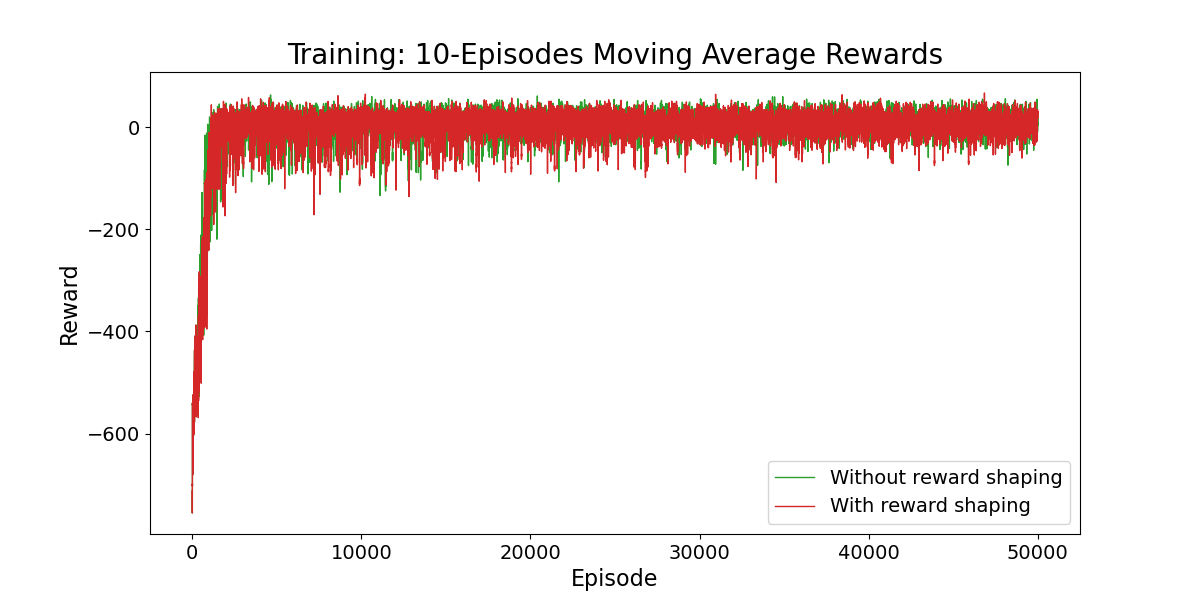 Training: 10-Episodes Moving Average Rewards
Reward
0
−200
−400
−600
Without reward shaping
With reward shaping
0 10000 20000 30000 40000 50000
Episode